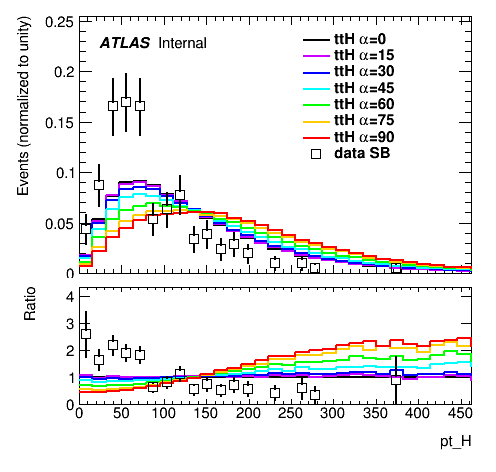 ATLAS Internal
ttH α=0
ttH α=15
ttH α=30
ttH α=45
ttH α=60
ttH α=75
ttH α=90
data SB
Events (normalized to unity)
0.25
0.2
0.15
0.1
0.05
0
Ratio
4
3
2
1
0
0 50 100 150 200 250 300 350 400 450
pt_H